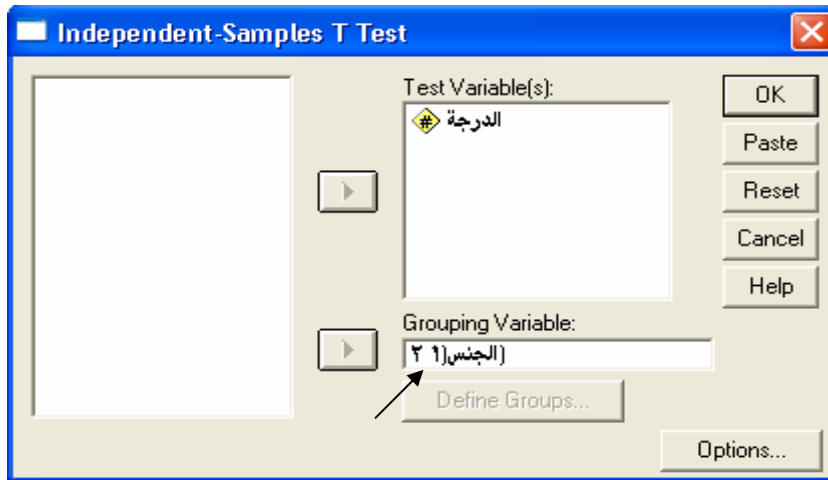 Independent-Samples T Test
Test Variable(s):
الدرجة
OK
Paste
Reset
Cancel
Help
Grouping Variable:
الجنس(١ ٢)
Define Groups...
Options...